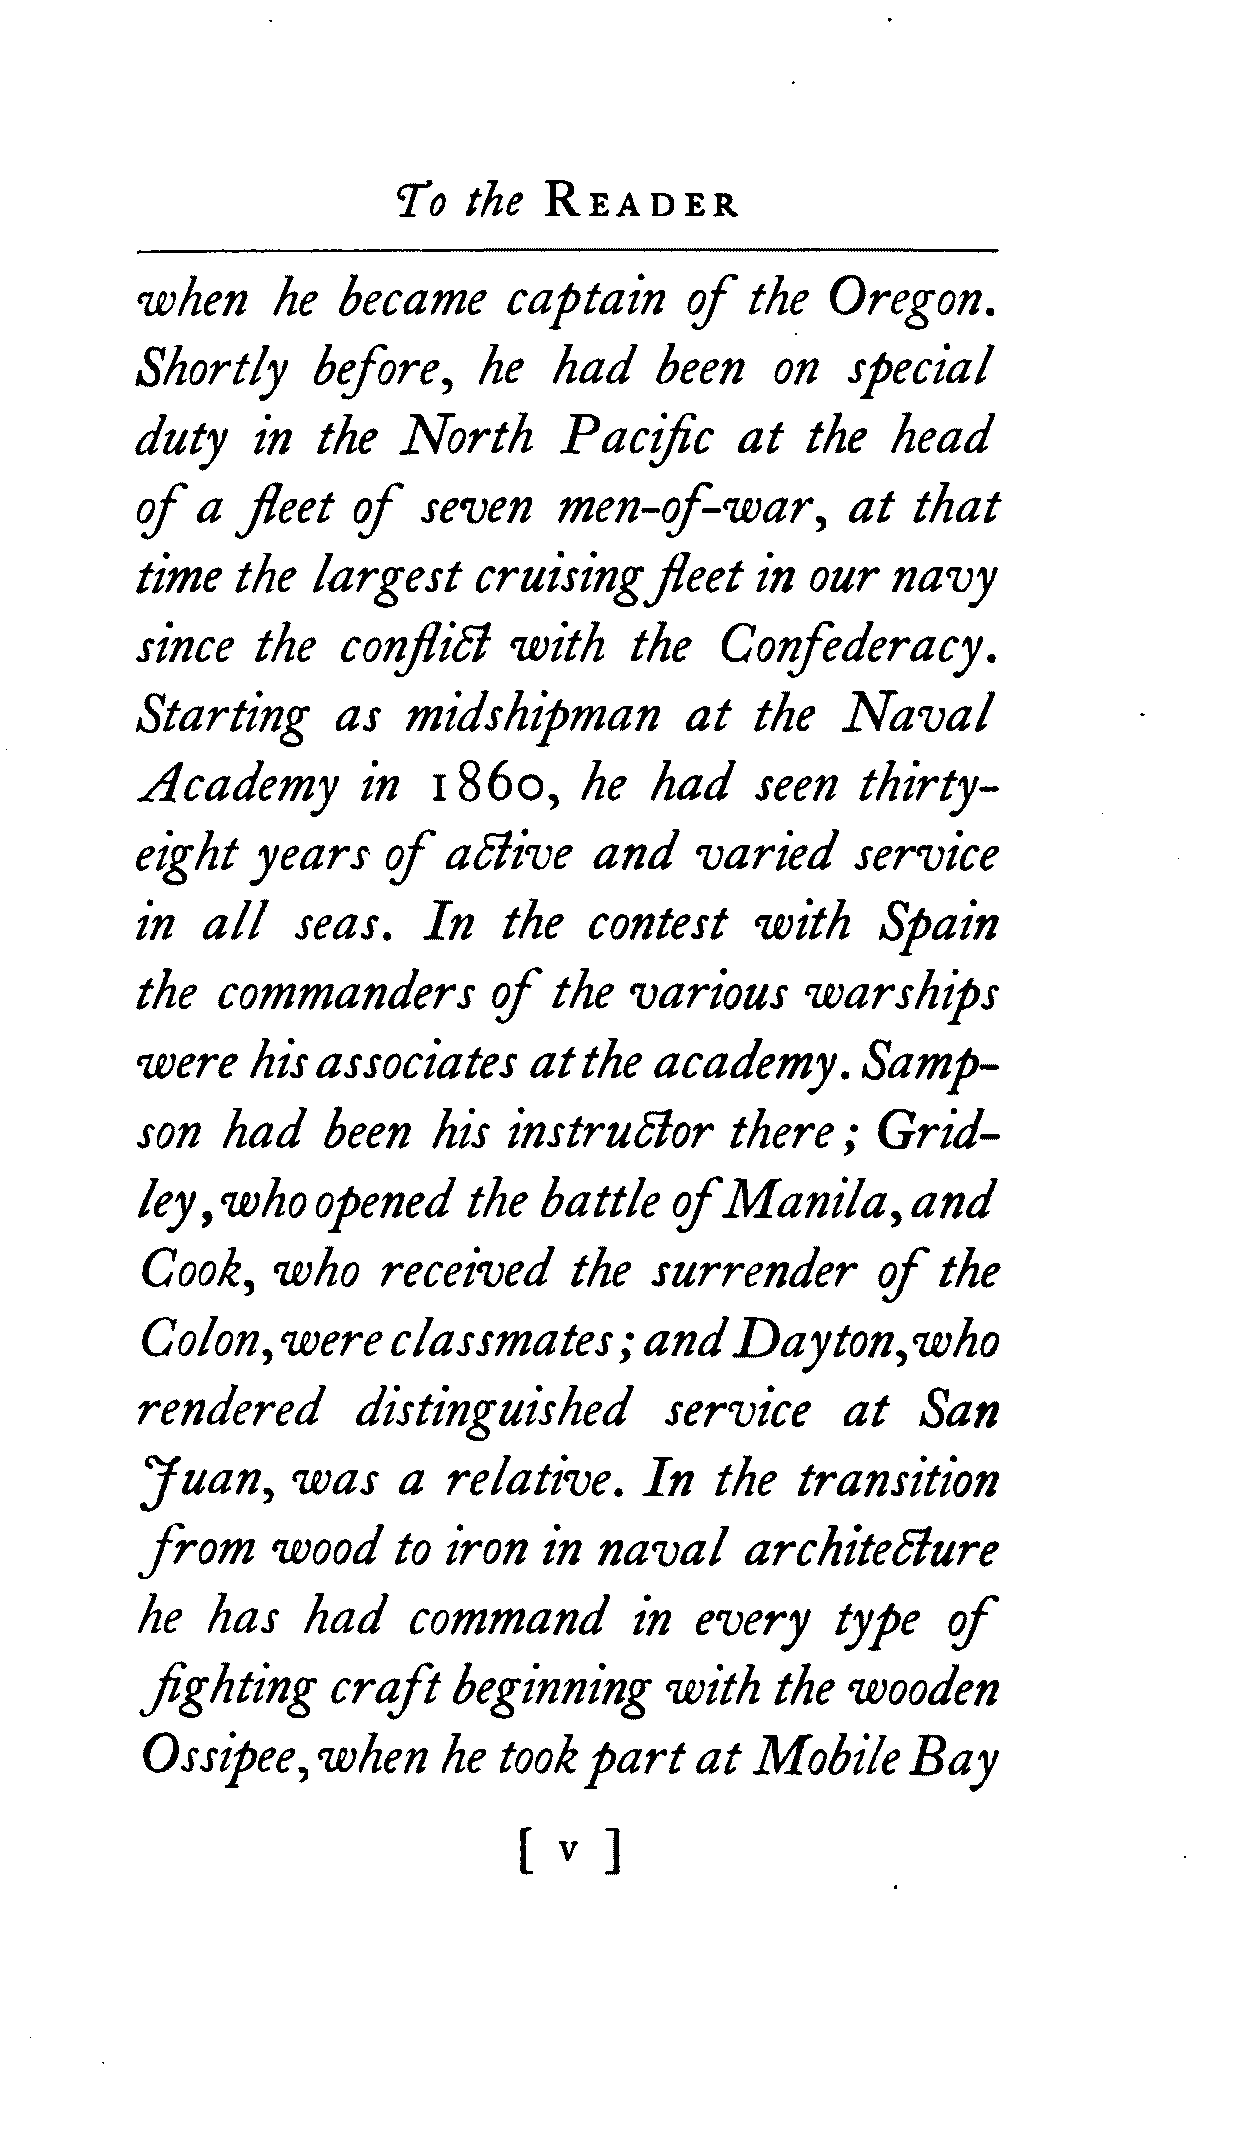 To the READER
when he became captain of the Oregon.
Shortly before, he had been on special
duty in the North Pacific at the head
of a fleet of seven men-of-war, at that
time the largest cruising fleet in our navy
since the conflict with the Confederacy.
Starting as midshipman at the Naval
Academy in 1860, he had seen thirty-
eight years of active and varied service
in all seas. In the contest with Spain
the commanders of the various warships
were his associates at the academy. Samp-
son had been his instructor there; Grid-
ley, who opened the battle of Manila, and
Cook, who received the surrender of the
Colon, were classmates; and Dayton, who
rendered distinguished service at San
Juan, was a relative. In the transition
from wood to iron in naval architecture
he has had command in every type of
fighting craft beginning with the wooden
Ossipee, when he took part at Mobile Bay
[ v ]